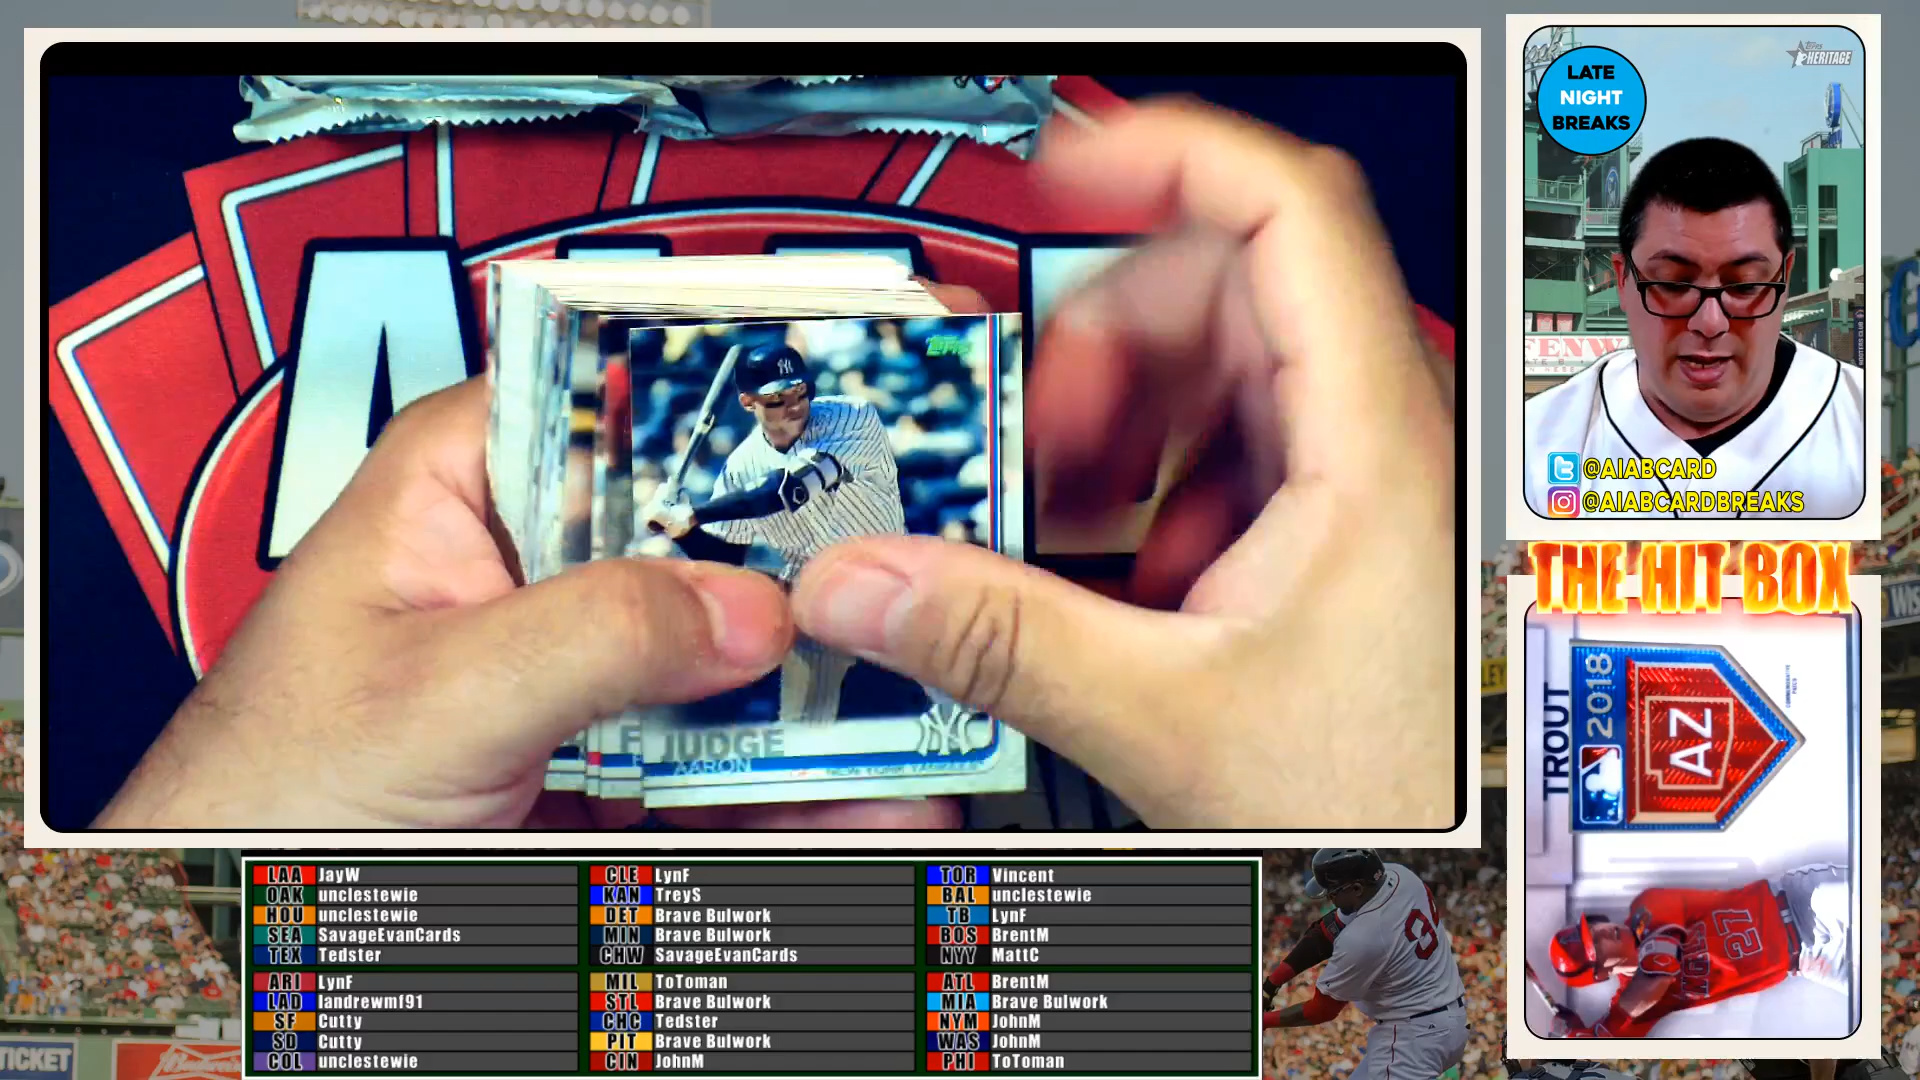 topps
JUDGE
AARON
NEW YORK YANKEES
NY
LATE
NIGHT
BREAKS
Topps
HERITAGE
@AIABCARD
@AIABCARDBREAKS
THE HIT BOX
TROUT
2018
AZ
27
34
TICKET
LAA JayW
OAK unclestewie
HOU unclestewie
SEA SavageEvanCards
TEX Tedster
ARI LynF
LAD landrewmf91
SF Cutty
SD Cutty
COL unclestewie
CLE LynF
KAN TreyS
DET Brave Bulwork
MIN Brave Bulwork
CHW SavageEvanCards
MIL ToToman
STL Brave Bulwork
CHC Tedster
PIT Brave Bulwork
CIN JohnM
TOR Vincent
BAL unclestewie
TB LynF
BOS BrentM
NYY MattC
ATL BrentM
MIA Brave Bulwork
NYM JohnM
WAS JohnM
PHI ToToman